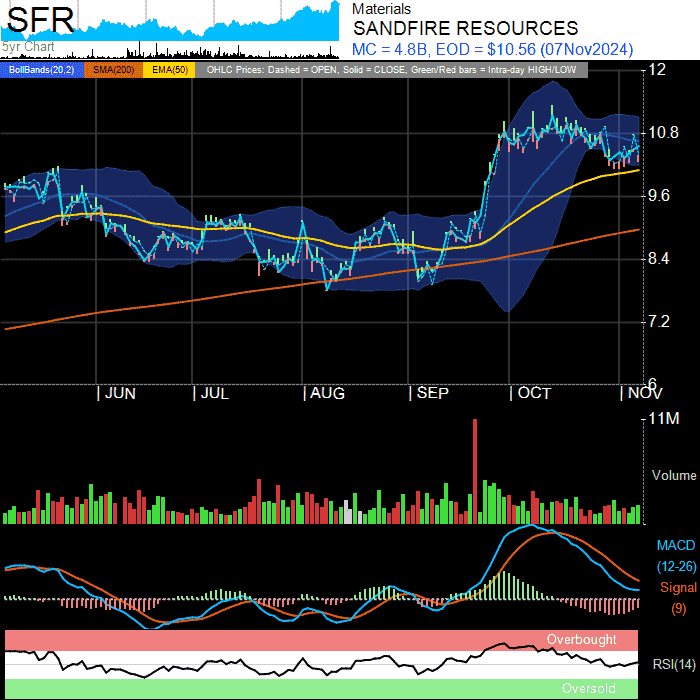 SFR
5yr Chart
Materials
SANDFIRE RESOURCES
MC = 4.8B, EOD = $10.56 (07Nov2024)
BollBands(20,2) SMA(200) EMA(50) OHLC Prices: Dashed = OPEN, Solid = CLOSE, Green/Red bars = Intra-day HIGH/LOW
12
10.8
9.6
8.4
7.2
6
JUN JUL AUG SEP OCT NOV
11M
Volume
MACD
(12-26)
Signal
(9)
Overbought
RSI(14)
Oversold